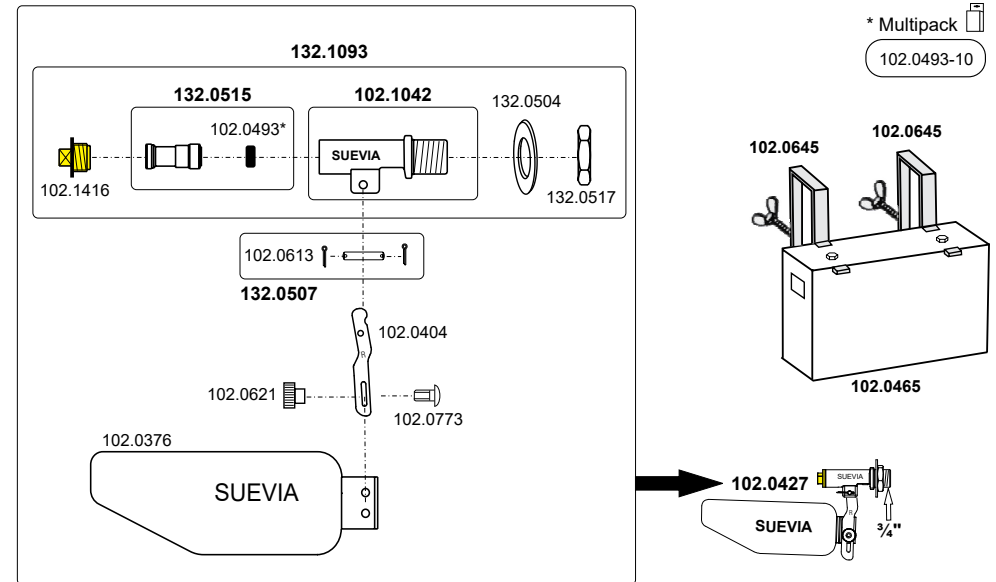 * Multipack
102.0493-10
132.1093
132.0515
102.1042
132.0504
102.0493*
SUEVIA
102.1416
132.0517
102.0645
102.0645
102.0613
132.0507
102.0404
R
102.0621
102.0773
102.0465
102.0376
SUEVIA
102.0427
SUEVIA
R
SUEVIA
¾"